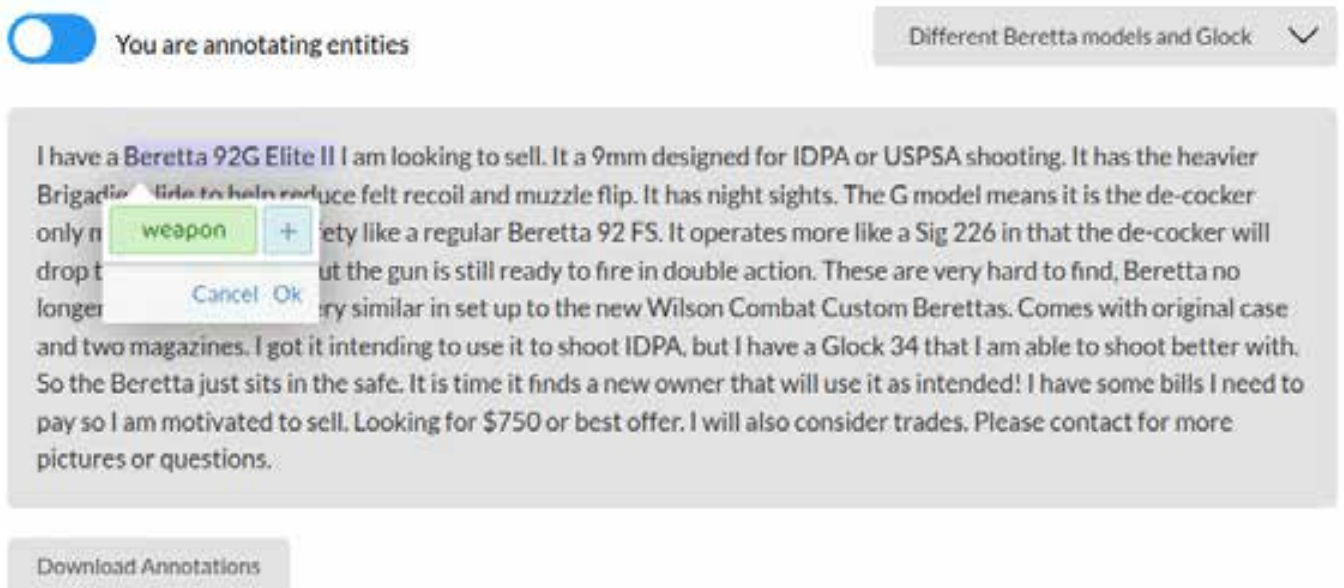 You are annotating entities
Different Beretta models and Glock
I have a Beretta 92G Elite II I am looking to sell. It a 9mm designed for IDPA or USPSA shooting. It has the heavier
to help reduce felt recoil and muzzle flip. It has night sights. The G model means it is the de-cocker
only like a regular Beretta 92 FS. It operates more like a Sig 226 in that the de-cocker will
the gun is still ready to fire in double action. These are very hard to find, Beretta no
similar in set up to the new Wilson Combat Custom Berettas. Comes with original case
weapon +
Cancel Ok
and two magazines. I got it intending to use it to shoot IDPA, but I have a Glock 34 that I am able to shoot better with.
So the Beretta just sits in the safe. It is time it finds a new owner that will use it as intended! I have some bills I need to
pay so I am motivated to sell. Looking for $750 or best offer. I will also consider trades. Please contact for more
pictures or questions.
Download Annotations